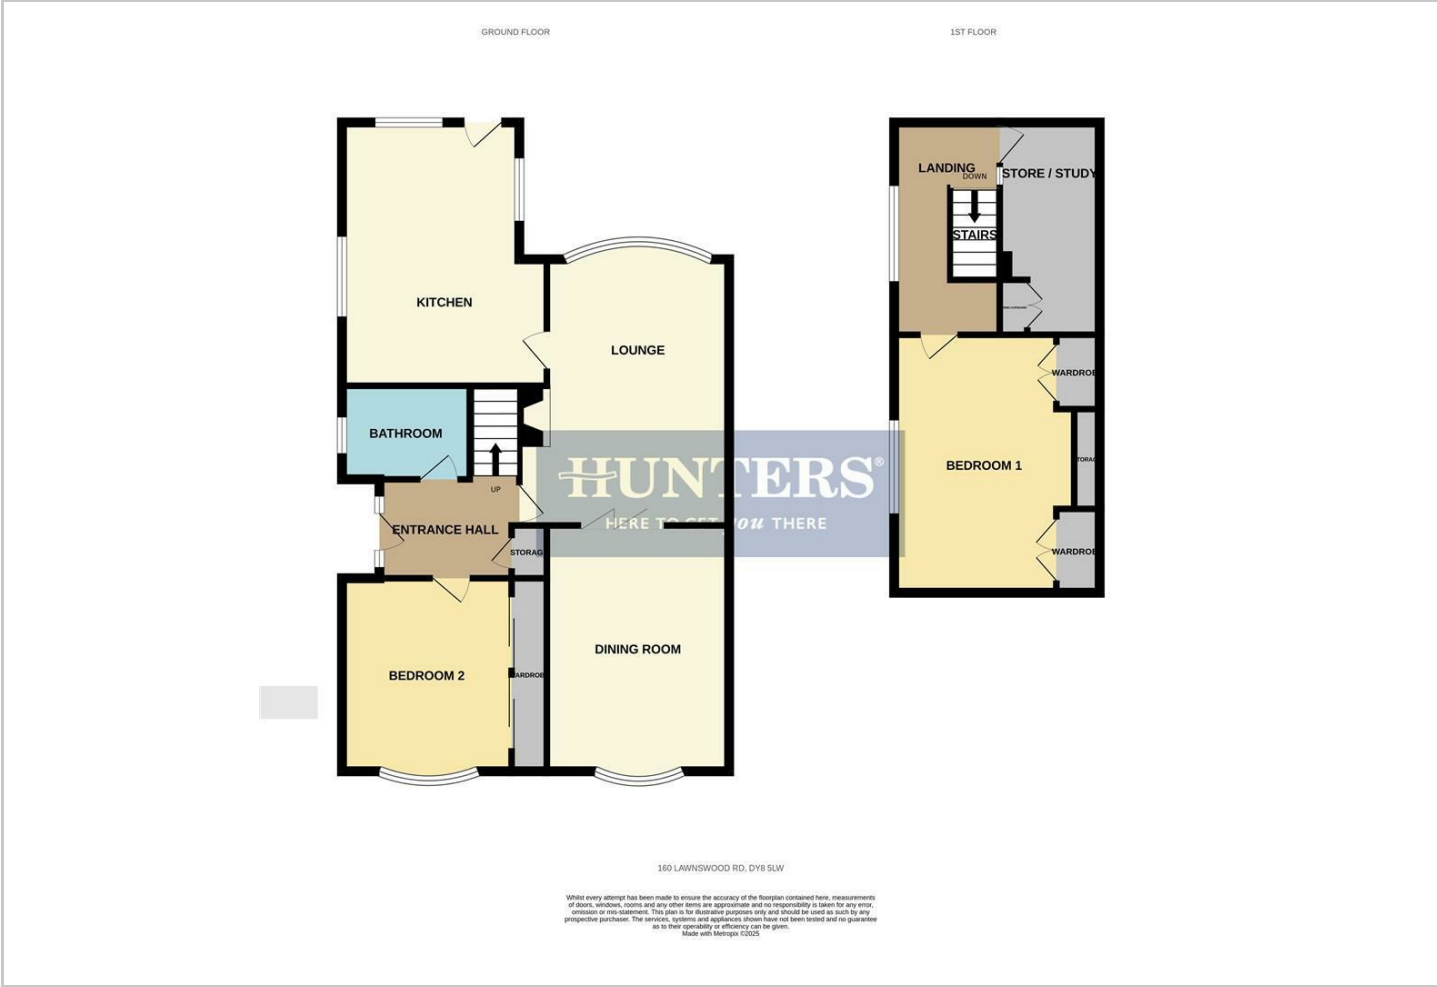 GROUND FLOOR
1ST FLOOR
LANDING
DOWN
STORE / STUDY
STAIRS
KITCHEN
LOUNGE
WARDROB
BATHROOM
BEDROOM 1
HUNTERS®
HERE TO GET you THERE
UP
ENTRANCE HALL
STORAG
WARDROB
DINING ROOM
BEDROOM 2
ARDROB
TORAG
160 LAWNSWOOD RD, DY8 5LW
Whilst every attempt has been made to ensure the accuracy of the floorplan contained here, measurements
of doors, windows, rooms and any other items are approximate and no responsibility is taken for any error,
omission or mis-statement. This plan is for illustrative purposes only and should be used as such by any
prospective purchaser. The services, systems and appliances shown have not been tested and no guarantee
as to their operability or efficiency can be given.
Made with Metropix ©2025